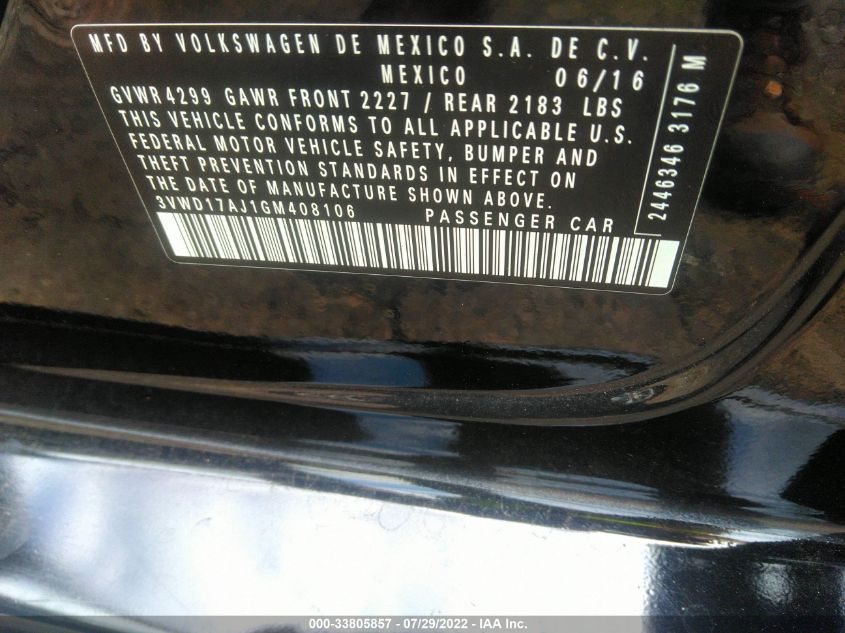 MFD BY VOLKSWAGEN DE MEXICO S.A. DE C.V.
MEXICO 06/16
GVWR 4299 GAWR FRONT 2227 / REAR 2183 LBS
THIS VEHICLE CONFORMS TO ALL APPLICABLE U.S.
FEDERAL MOTOR VEHICLE SAFETY, BUMPER AND
THEFT PREVENTION STANDARDS IN EFFECT ON
THE DATE OF MANUFACTURE SHOWN ABOVE.
3VWD17AJ1GM408106 PASSENGER CAR
2446346 3176 M
000-33805857 - 07/29/2022 - IAA Inc.